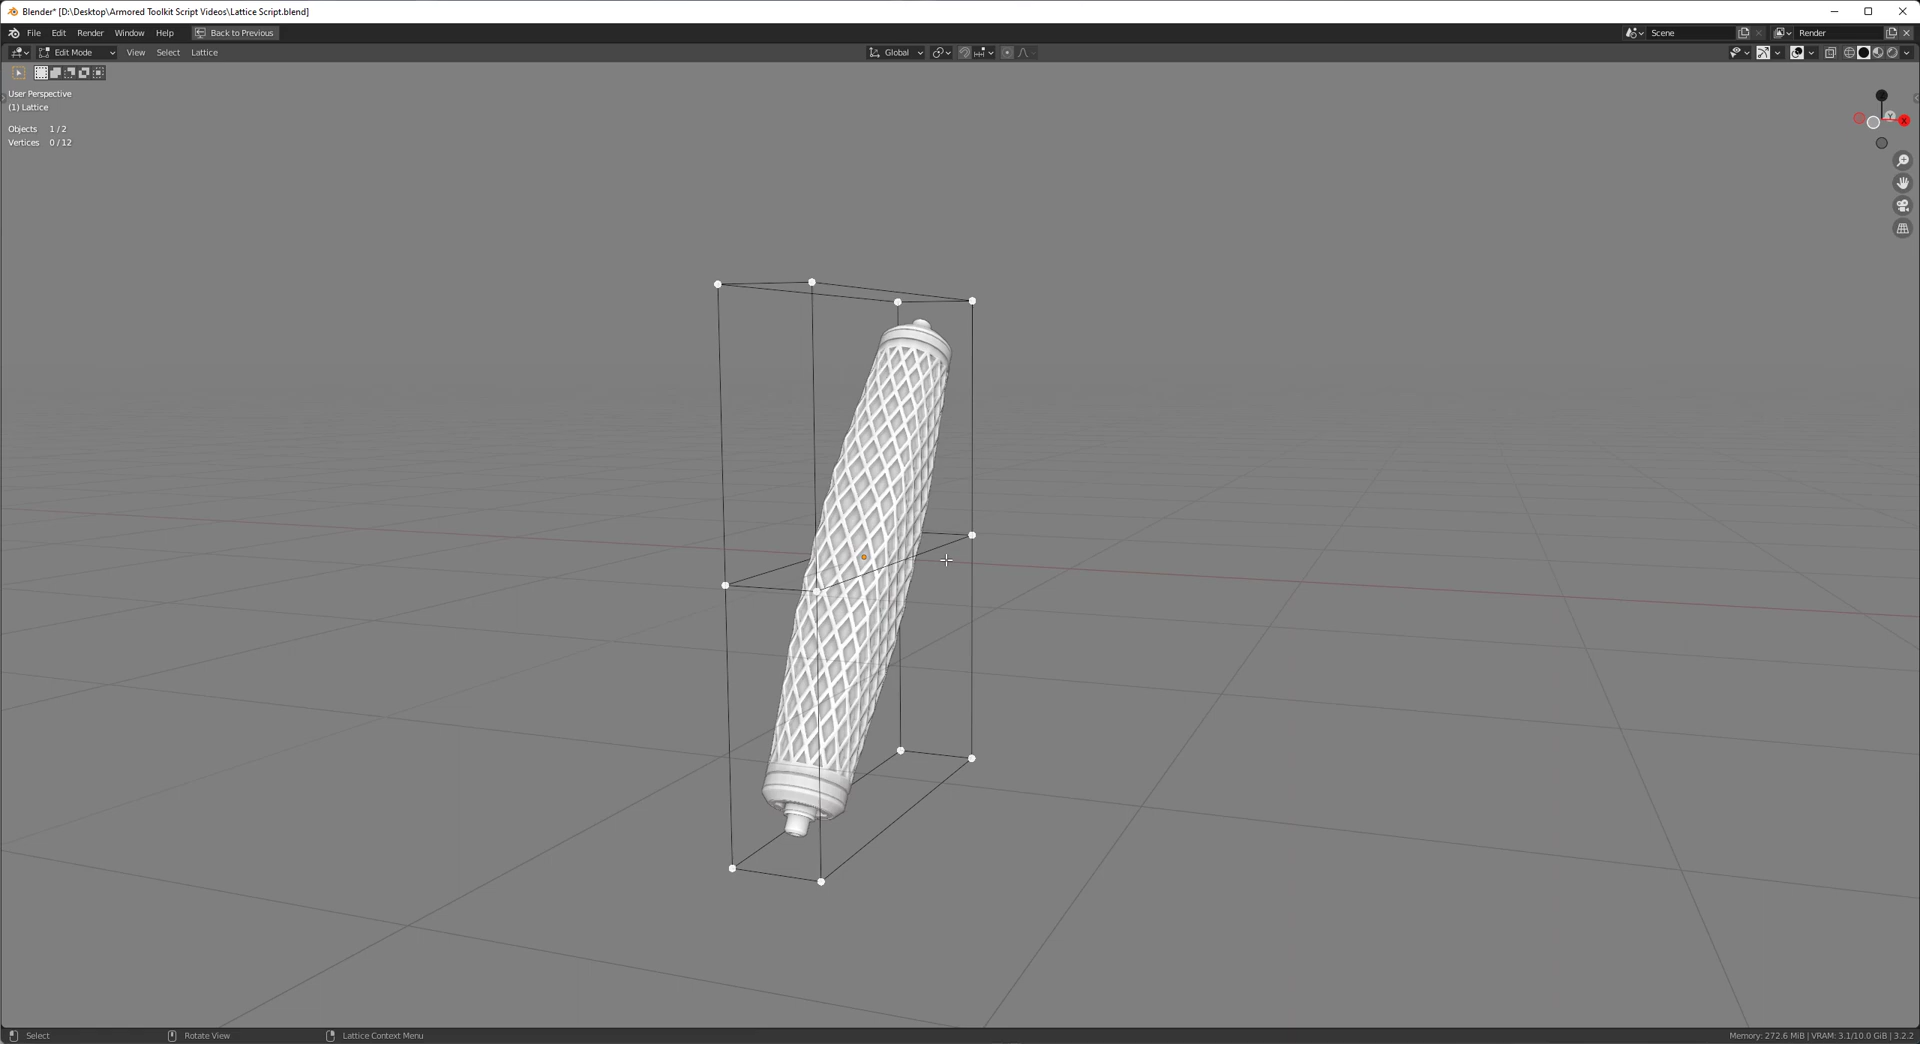 Blender* [D:\Desktop\Armored Toolkit Script Videos\Lattice Script.blend]
File Edit Render Window Help Back to Previous Scene Render
Edit Mode View Select Lattice Global
User Perspective
(1) Lattice
Objects 1 / 2
Vertices 0 / 12
X
Y
Select Rotate View Lattice Context Menu Memory: 272.6 MiB | VRAM: 3.1/10.0 GiB | 3.2.2